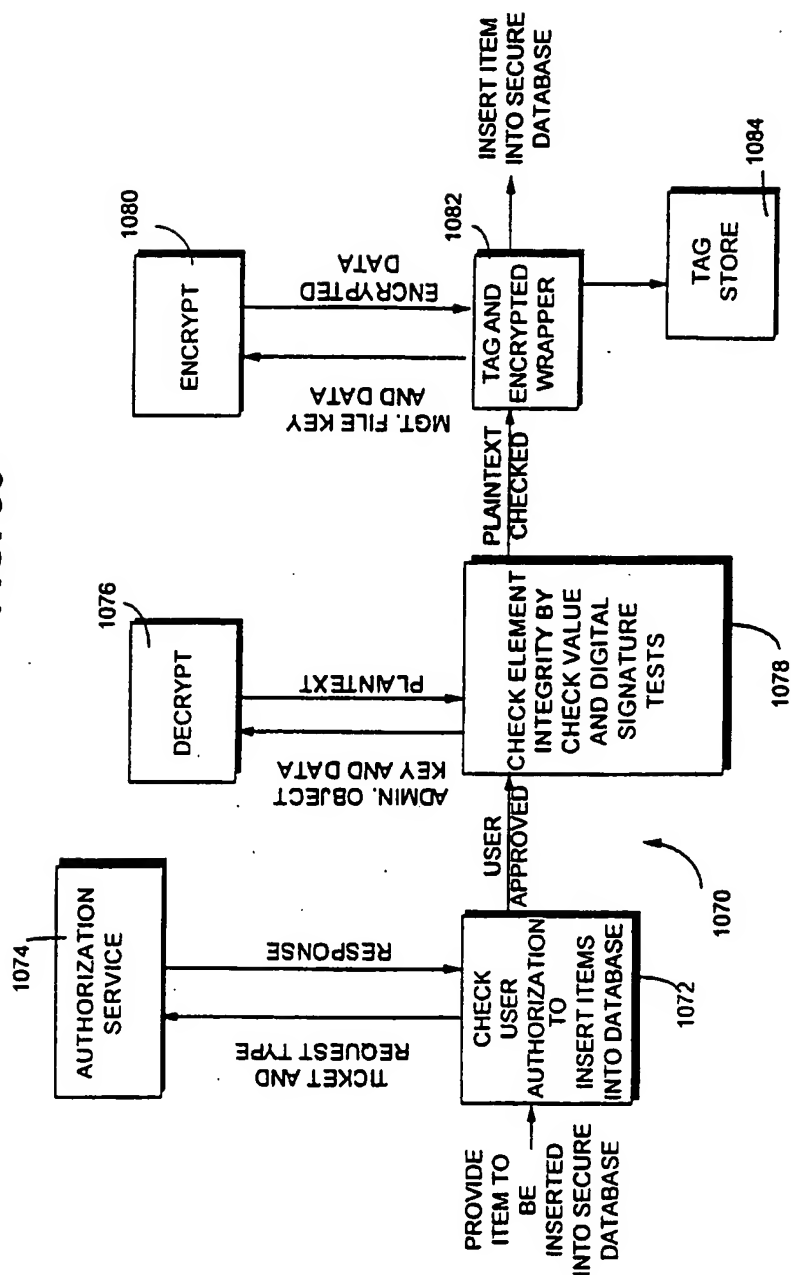 PROVIDE
ITEM TO
BE
INSERTED
INTO SECURE
DATABASE
1074
AUTHORIZATION
SERVICE
TICKET AND
REQUEST TYPE
RESPONSE
CHECK
USER
AUTHORIZATION
TO
INSERT ITEMS
INTO DATABASE
1072
USER
APPROVED
1070
1076
DECRYPT
ADMIN. OBJECT
KEY AND DATA
PLAINTEXT
CHECK ELEMENT
INTEGRITY BY
CHECK VALUE
AND DIGITAL
SIGNATURE
TESTS
1078
PLAINTEXT
CHECKED
1080
ENCRYPT
MGT. FILE KEY
AND DATA
ENCRYPTED
DATA
1082
TAG AND
ENCRYPTED
WRAPPER
INSERT ITEM
INTO SECURE
DATABASE
TAG
STORE
1084